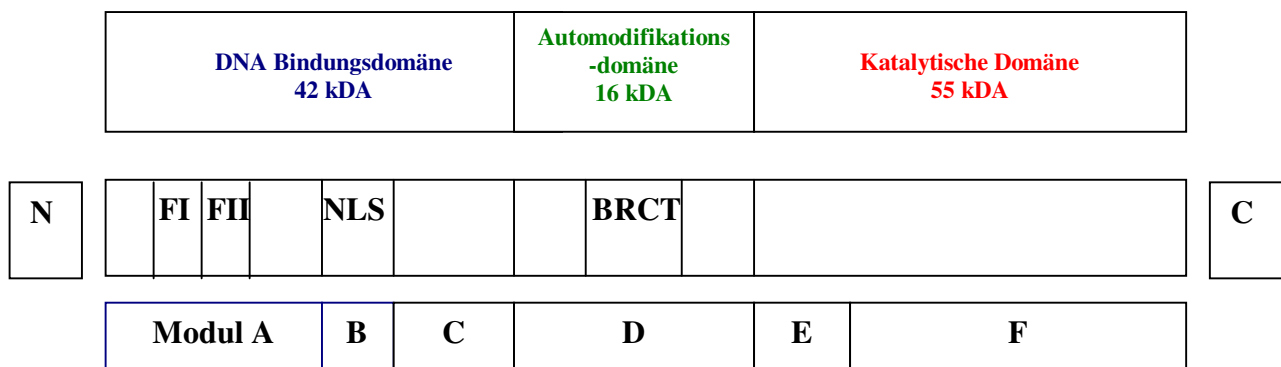 DNA Bindungsdomäne
42 kDA
Automodifikations
-domäne
16 kDA
Katalytische Domäne
55 kDA
N
FI FII NLS BRCT
C
Modul A B C D E F